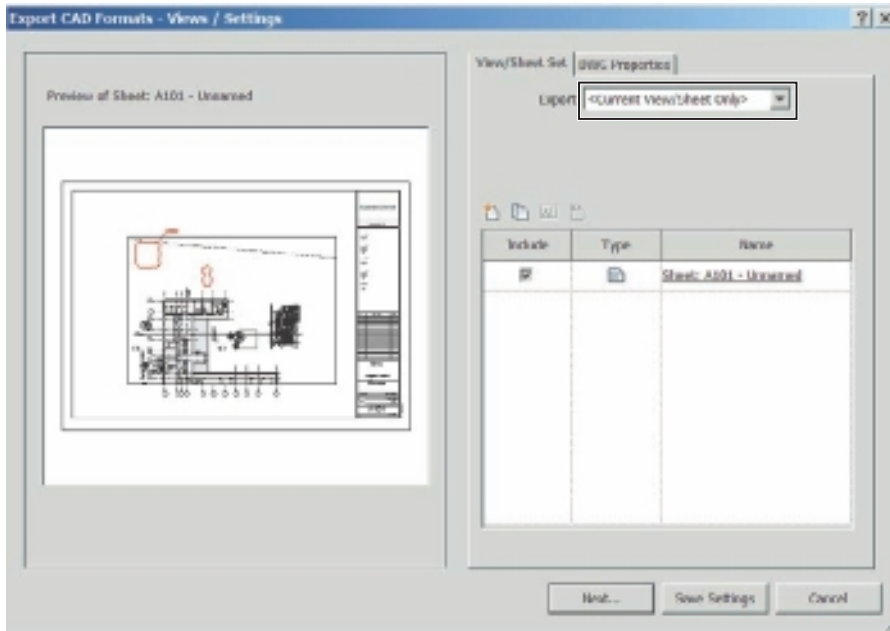 Export CAD Formats - Views / Settings
Preview of Sheet: A101 - Unnamed
View/Sheet Set
DWG Properties
Export
<Current View/Sheet Only>
Include
Type
Name
Sheet: A101 - Unnamed
Next...
Save Settings
Cancel